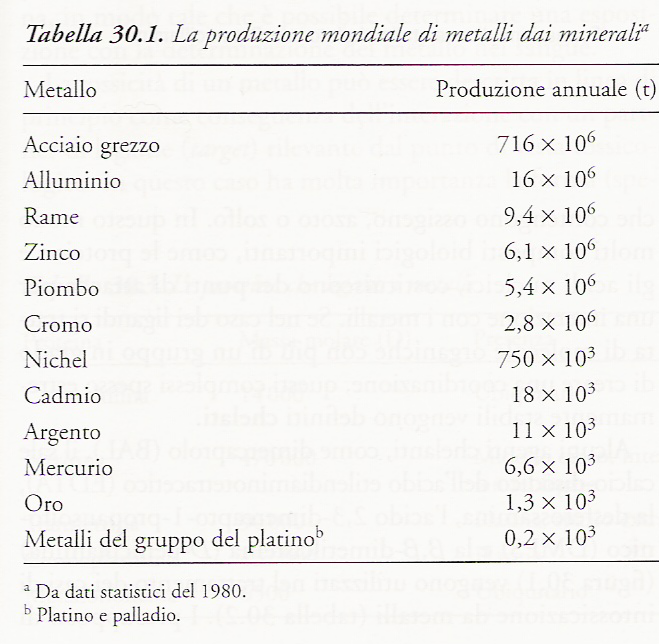 Tabella 30.1. La produzione mondiale di metalli dai mineraliᵃ
Metallo Produzione annuale (t)
Acciaio grezzo 716 × 10⁶
Alluminio 16 × 10⁶
Rame 9,4 × 10⁶
Zinco 6,1 × 10⁶
Piombo 5,4 × 10⁶
Cromo 2,8 × 10⁶
Nichel 750 × 10³
Cadmio 18 × 10³
Argento 11 × 10³
Mercurio 6,6 × 10³
Oro 1,3 × 10³
Metalli del gruppo del platinoᵇ 0,2 × 10³
ᵃ Da dati statistici del 1980.
ᵇ Platino e palladio.